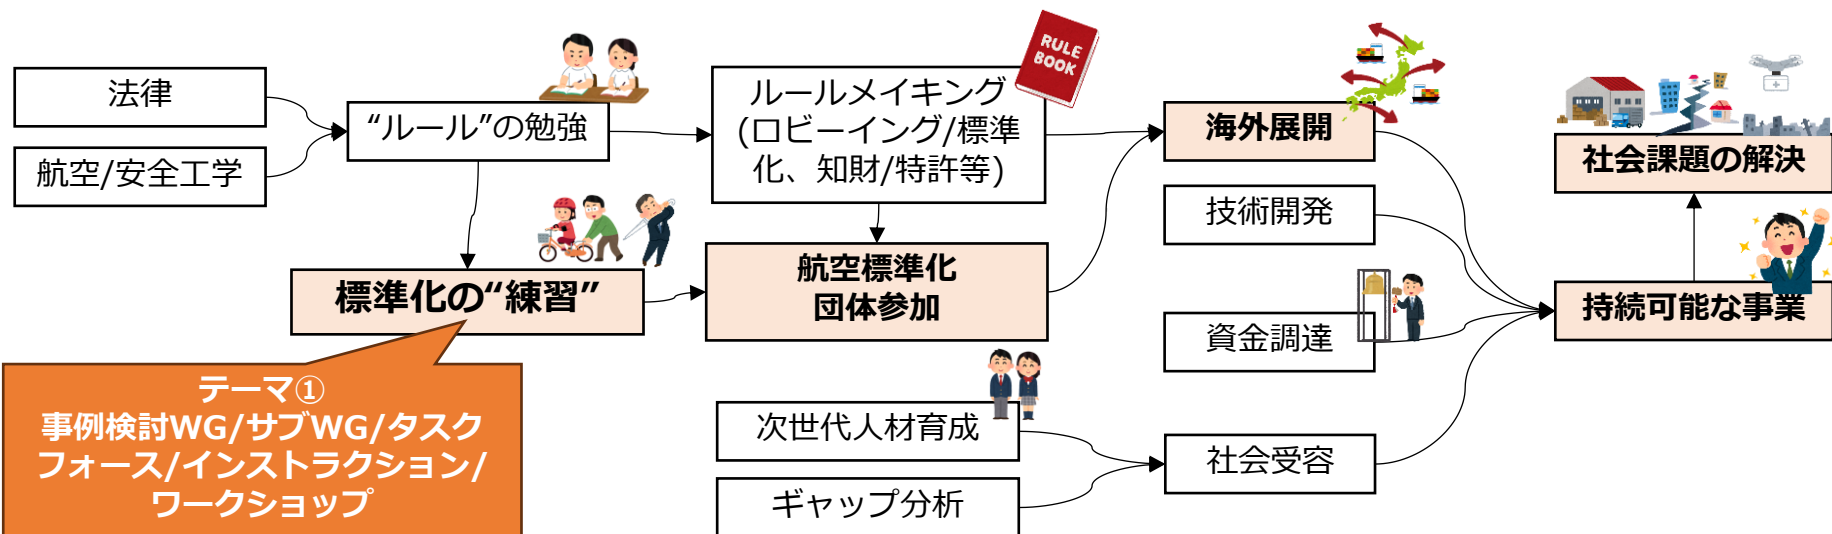 法律
航空/安全工学
“ルール”の勉強
標準化の“練習”
テーマ①
事例検討WG/サブWG/タスク
フォース/インストラクション/
ワークショップ
ルールメイキング
(ロビーイング/標準
化、知財/特許等)
RULE
BOOK
航空標準化
団体参加
次世代人材育成
ギャップ分析
海外展開
技術開発
資金調達
社会受容
社会課題の解決
持続可能な事業